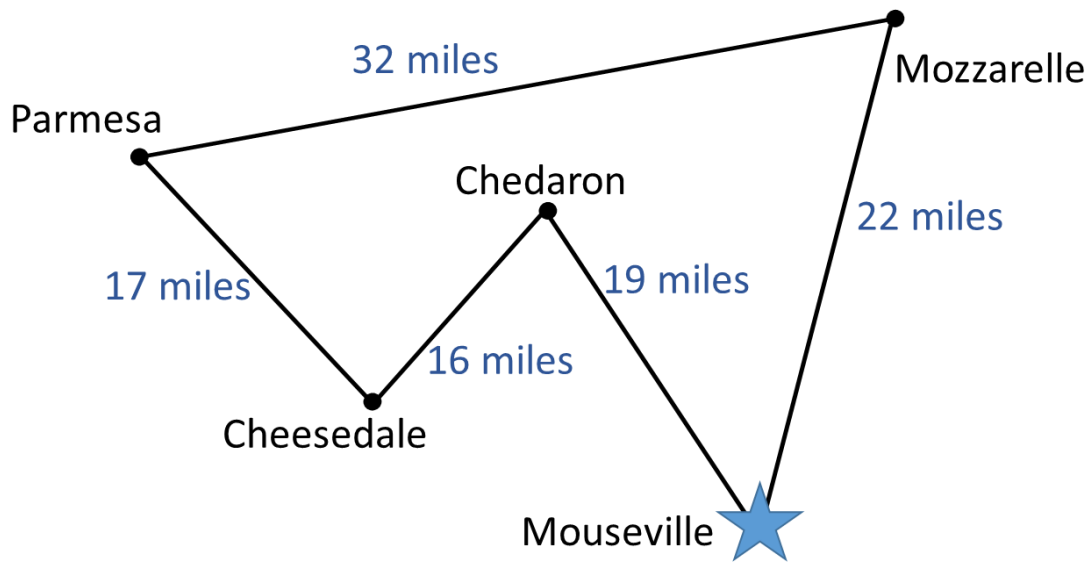 32 miles
Mozzarelle
Parmesa
Chedaron
22 miles
17 miles
19 miles
16 miles
Cheesedale
Mouseville